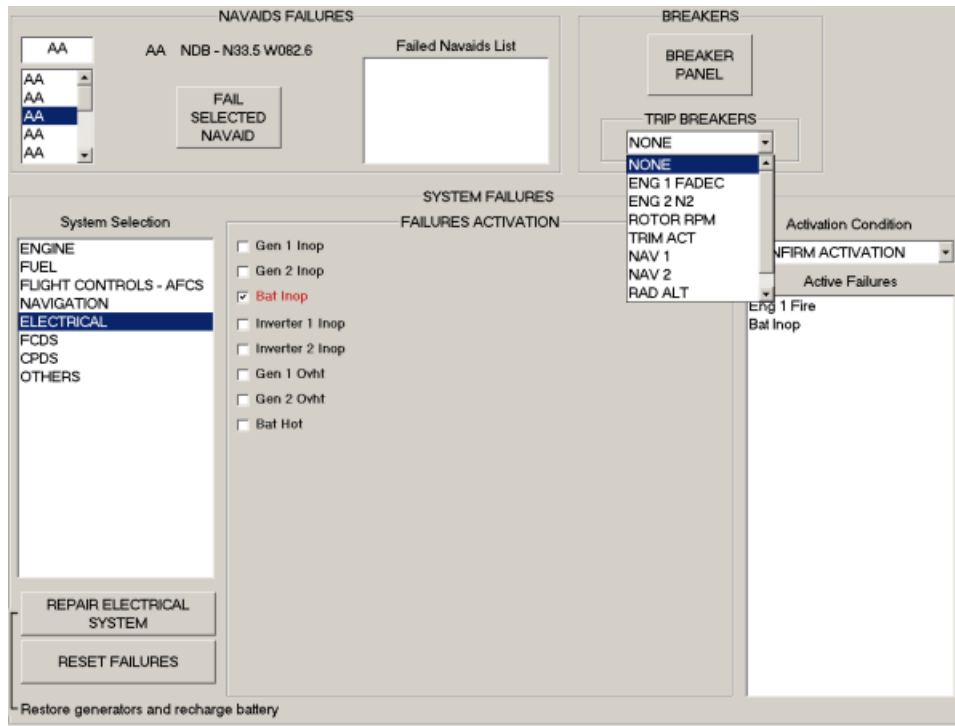 NAVAIDS FAILURES
AA
AA NDB - N33.5 W082.6
AA
AA
AA
AA
AA
FAIL
SELECTED
NAVAID
Failed Navaids List
BREAKERS
BREAKER
PANEL
TRIP BREAKERS
NONE
NONE
ENG 1 FADEC
ENG 2 N2
ROTOR RPM
TRIM ACT
NAV 1
NAV 2
RAD ALT
SYSTEM FAILURES
System Selection
ENGINE
FUEL
FLIGHT CONTROLS - AFCS
NAVIGATION
ELECTRICAL
FCDS
CPDS
OTHERS
REPAIR ELECTRICAL
SYSTEM
RESET FAILURES
Restore generators and recharge battery
FAILURES ACTIVATION
Gen 1 Inop
Gen 2 Inop
Bat Inop
Inverter 1 Inop
Inverter 2 Inop
Gen 1 Ovht
Gen 2 Ovht
Bat Hot
Activation Condition
NFIRM ACTIVATION
Active Failures
Eng 1 Fire
Bat Inop